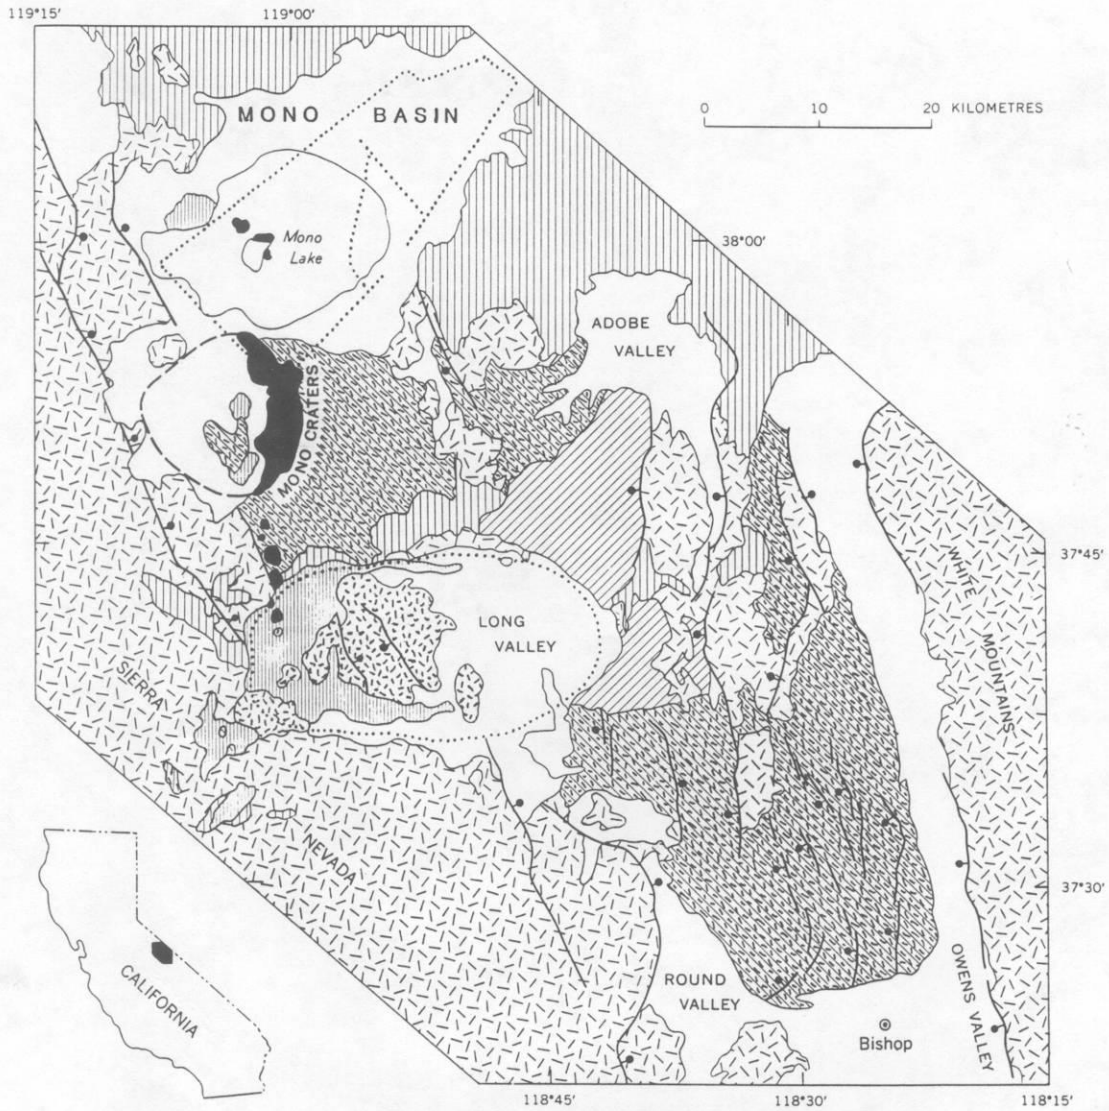 119°15'
119°00'
MONO BASIN
0 10 20 KILOMETRES
Mono
Lake
38°00'
ADOBE
VALLEY
MONO CRATERS
37°45'
WHITE
MOUNTAINS
LONG
VALLEY
SIERRA
NEVADA
37°30'
CALIFORNIA
ROUND
VALLEY
OWENS VALLEY
Bishop
118°45'
118°30'
118°15'